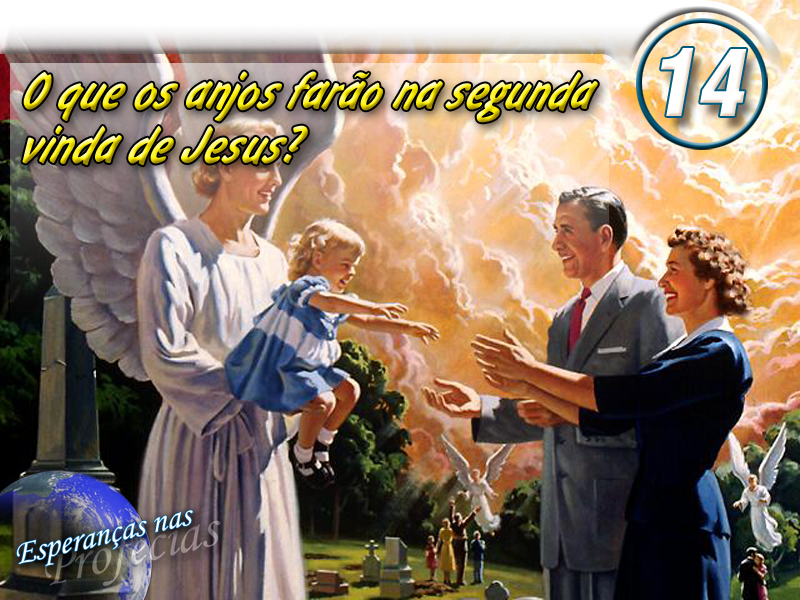 14
O que os anjos farão na segunda
vinda de Jesus?
Esperanças nas
Profecias